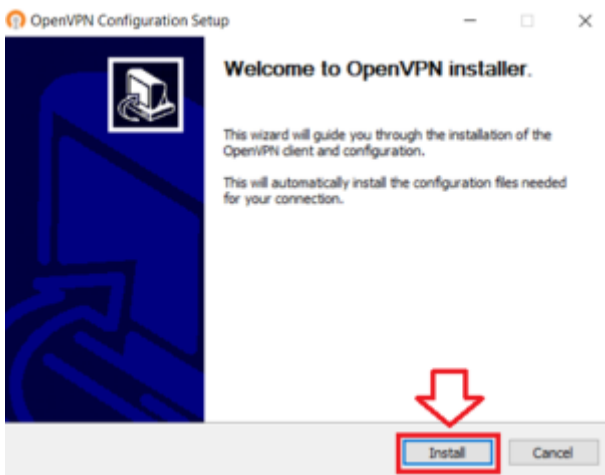 OpenVPN Configuration Setup
Welcome to OpenVPN installer.
This wizard will guide you through the installation of the
OpenVPN client and configuration.
This will automatically install the configuration files needed
for your connection.
Install
Cancel